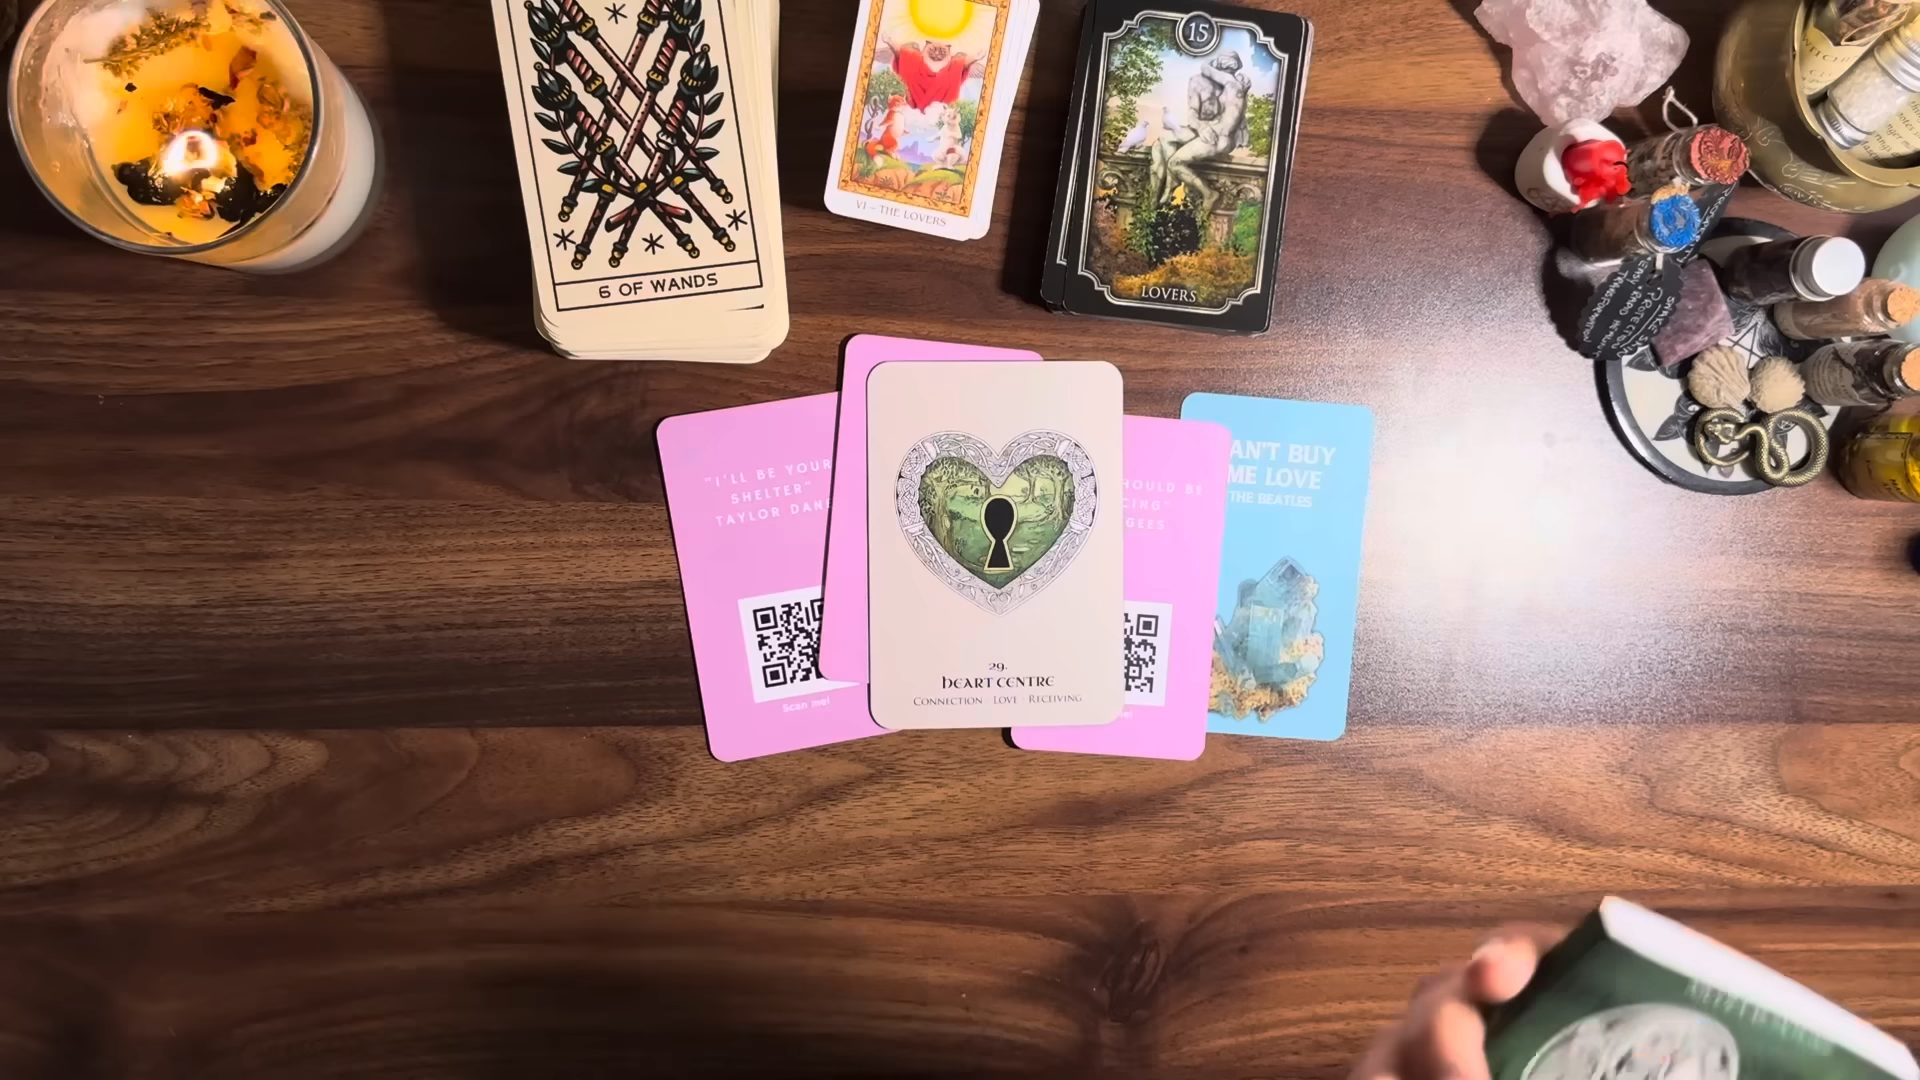 15
VI – THE LOVERS
LOVERS
6 OF WANDS
"I'LL BE YOUR
SHELTER"
TAYLOR DANE
Scan me!
29.
HEART CENTRE
CONNECTION · LOVE · RECEIVING
HOULD BE
CING"
GEES
AN'T BUY
ME LOVE
THE BEATLES